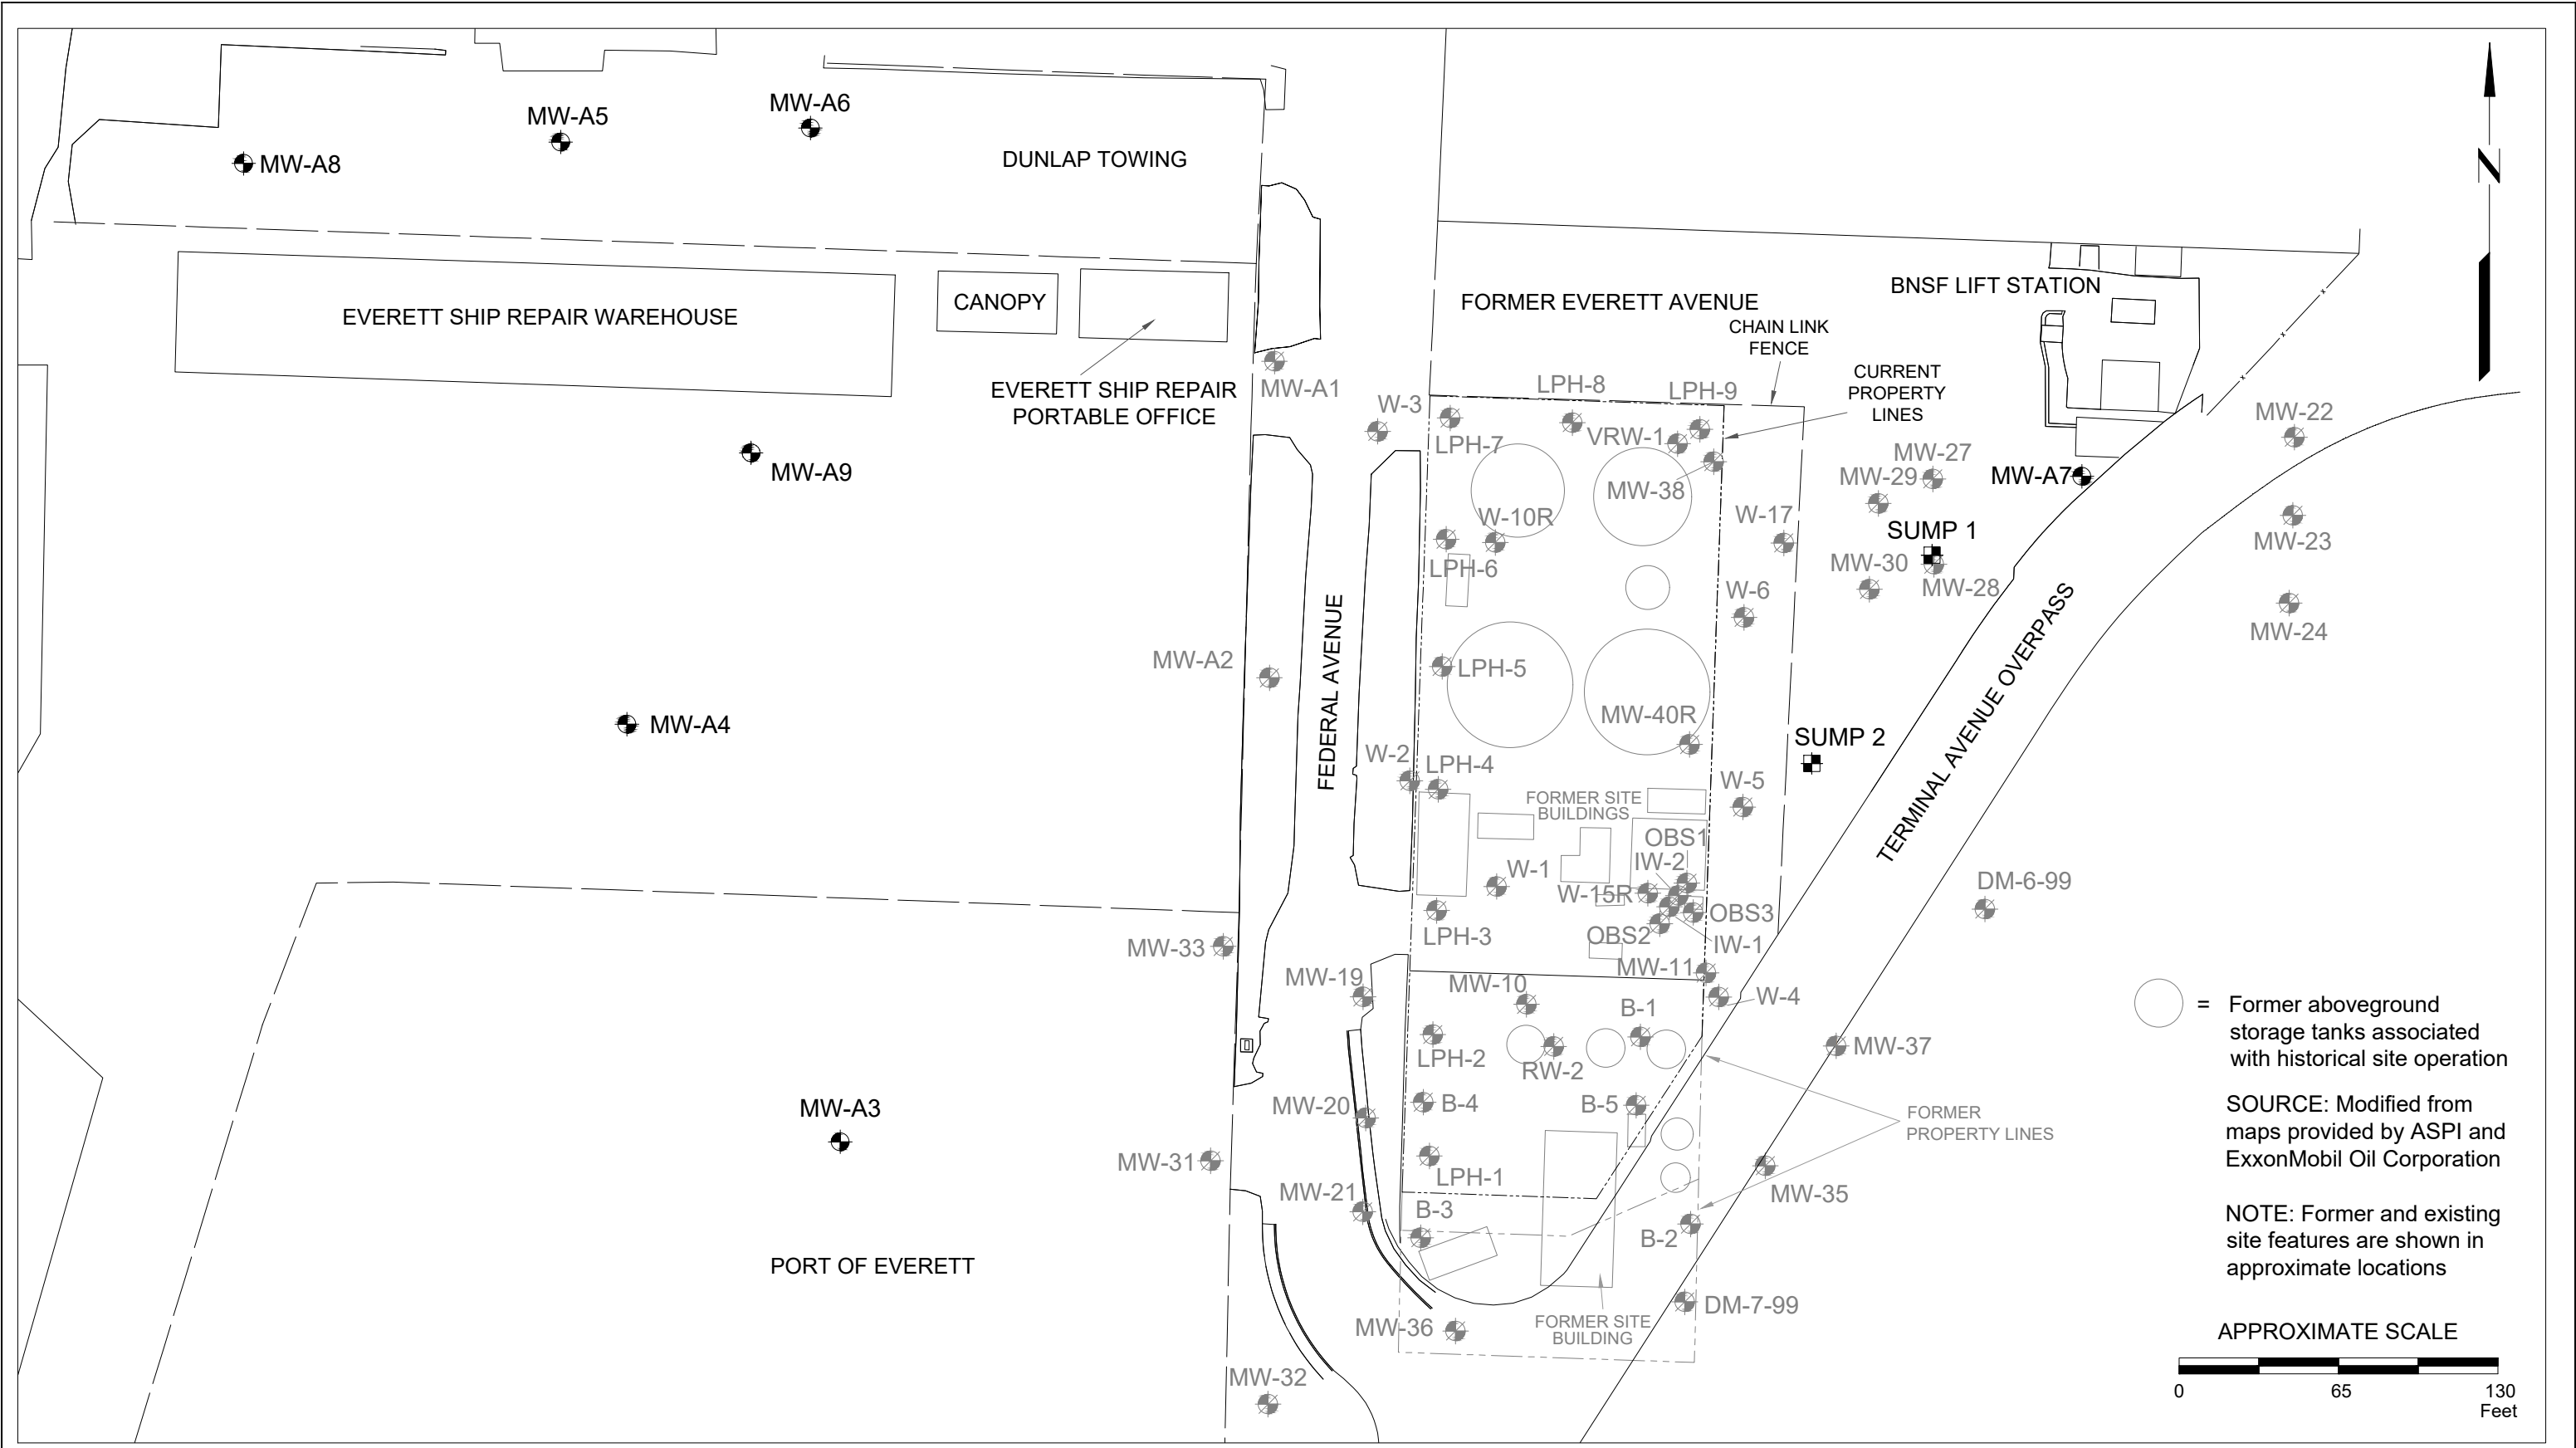 MW-A6
MW-A5
MW-A8
DUNLAP TOWING
N
BNSF LIFT STATION
CANOPY
FORMER EVERETT AVENUE
EVERETT SHIP REPAIR WAREHOUSE
CHAIN LINK
FENCE
EVERETT SHIP REPAIR
PORTABLE OFFICE
MW-A1
CURRENT
PROPERTY
LINES
LPH-8
LPH-9
W-3
MW-22
LPH-7
VRW-1
MW-27
MW-A9
MW-29
MW-A7
MW-38
W-10R
W-17
SUMP 1
MW-23
LPH-6
MW-30
MW-28
W-6
MW-24
FEDERAL AVENUE
MW-A2
LPH-5
TERMINAL AVENUE OVERPASS
MW-A4
MW-40R
SUMP 2
W-2
LPH-4
W-5
FORMER SITE
BUILDINGS
OBS1
IW-2
W-1
W-15R
DM-6-99
OBS3
LPH-3
OBS2
IW-1
MW-33
MW-11
MW-19
MW-10
W-4
B-1
= Former aboveground
storage tanks associated
with historical site operation
LPH-2
MW-37
RW-2
MW-A3
MW-20
B-4
B-5
SOURCE: Modified from
maps provided by ASPI and
ExxonMobil Oil Corporation
FORMER
PROPERTY LINES
MW-31
LPH-1
MW-21
MW-35
B-3
B-2
NOTE: Former and existing
site features are shown in
approximate locations
PORT OF EVERETT
DM-7-99
MW-36
FORMER SITE
BUILDING
APPROXIMATE SCALE
MW-32
0 65 130
Feet